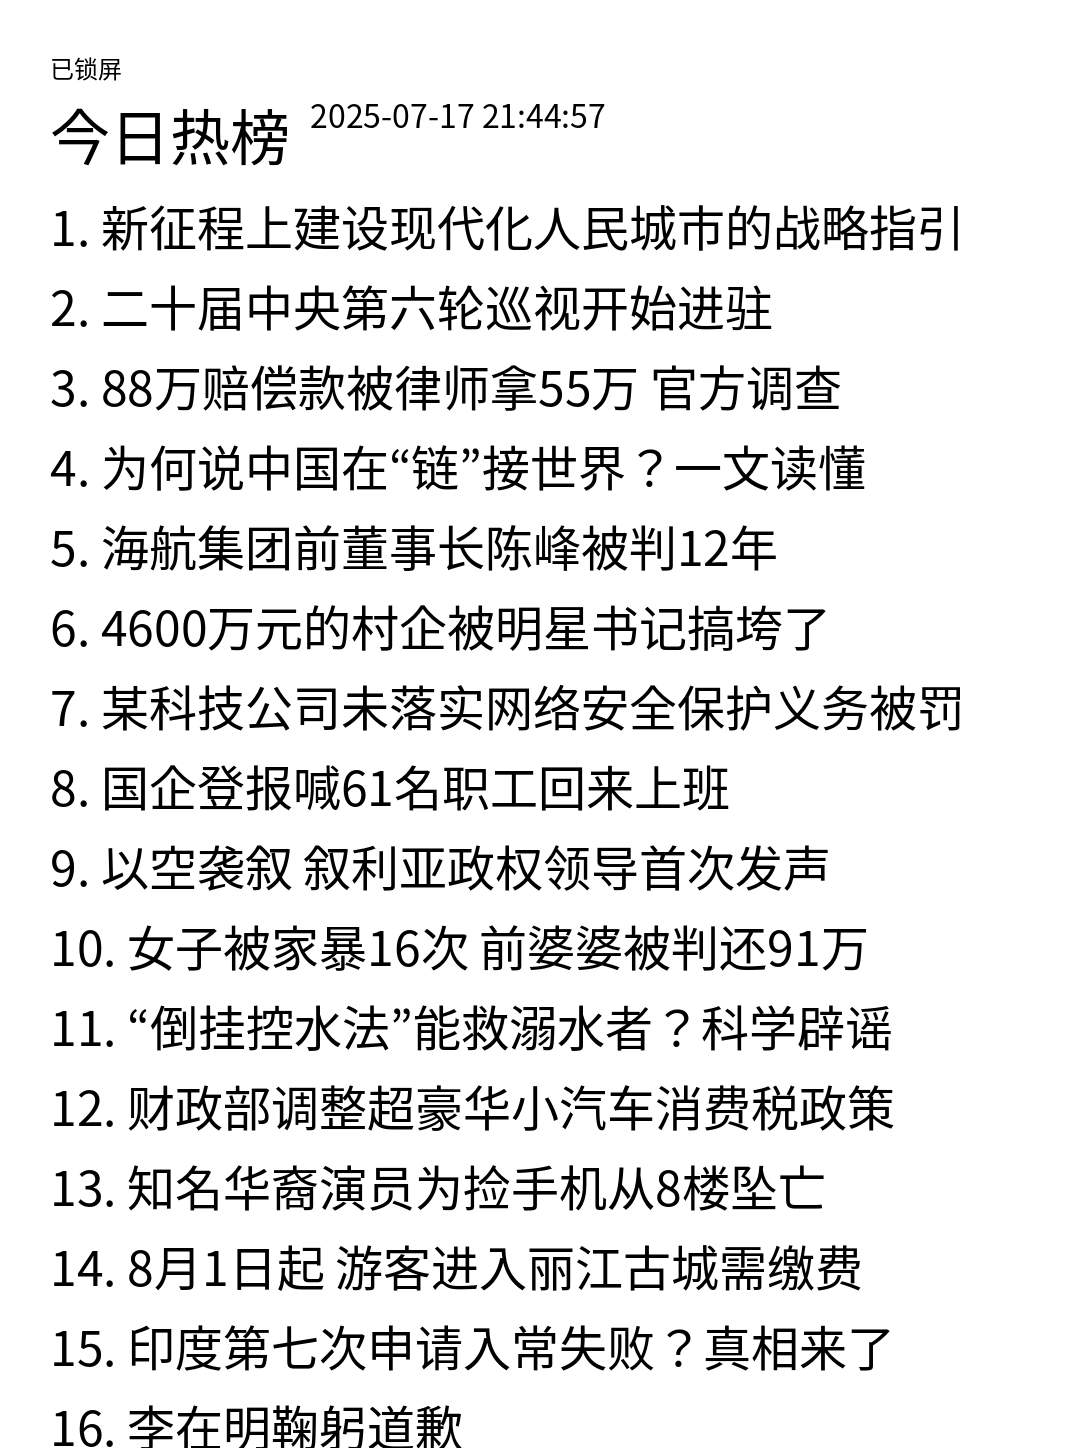 已锁屏
今日热榜 2025-07-17 21:44:57
1. 新征程上建设现代化人民城市的战略指引
2. 二十届中央第六轮巡视开始进驻
3. 88万赔偿款被律师拿55万 官方调查
4. 为何说中国在“链”接世界？一文读懂
5. 海航集团前董事长陈峰被判12年
6. 4600万元的村企被明星书记搞垮了
7. 某科技公司未落实网络安全保护义务被罚
8. 国企登报喊61名职工回来上班
9. 以空袭叙 叙利亚政权领导首次发声
10. 女子被家暴16次 前婆婆被判还91万
11. “倒挂控水法”能救溺水者？科学辟谣
12. 财政部调整超豪华小汽车消费税政策
13. 知名华裔演员为捡手机从8楼坠亡
14. 8月1日起 游客进入丽江古城需缴费
15. 印度第七次申请入常失败？真相来了
16. 李在明鞠躬道歉